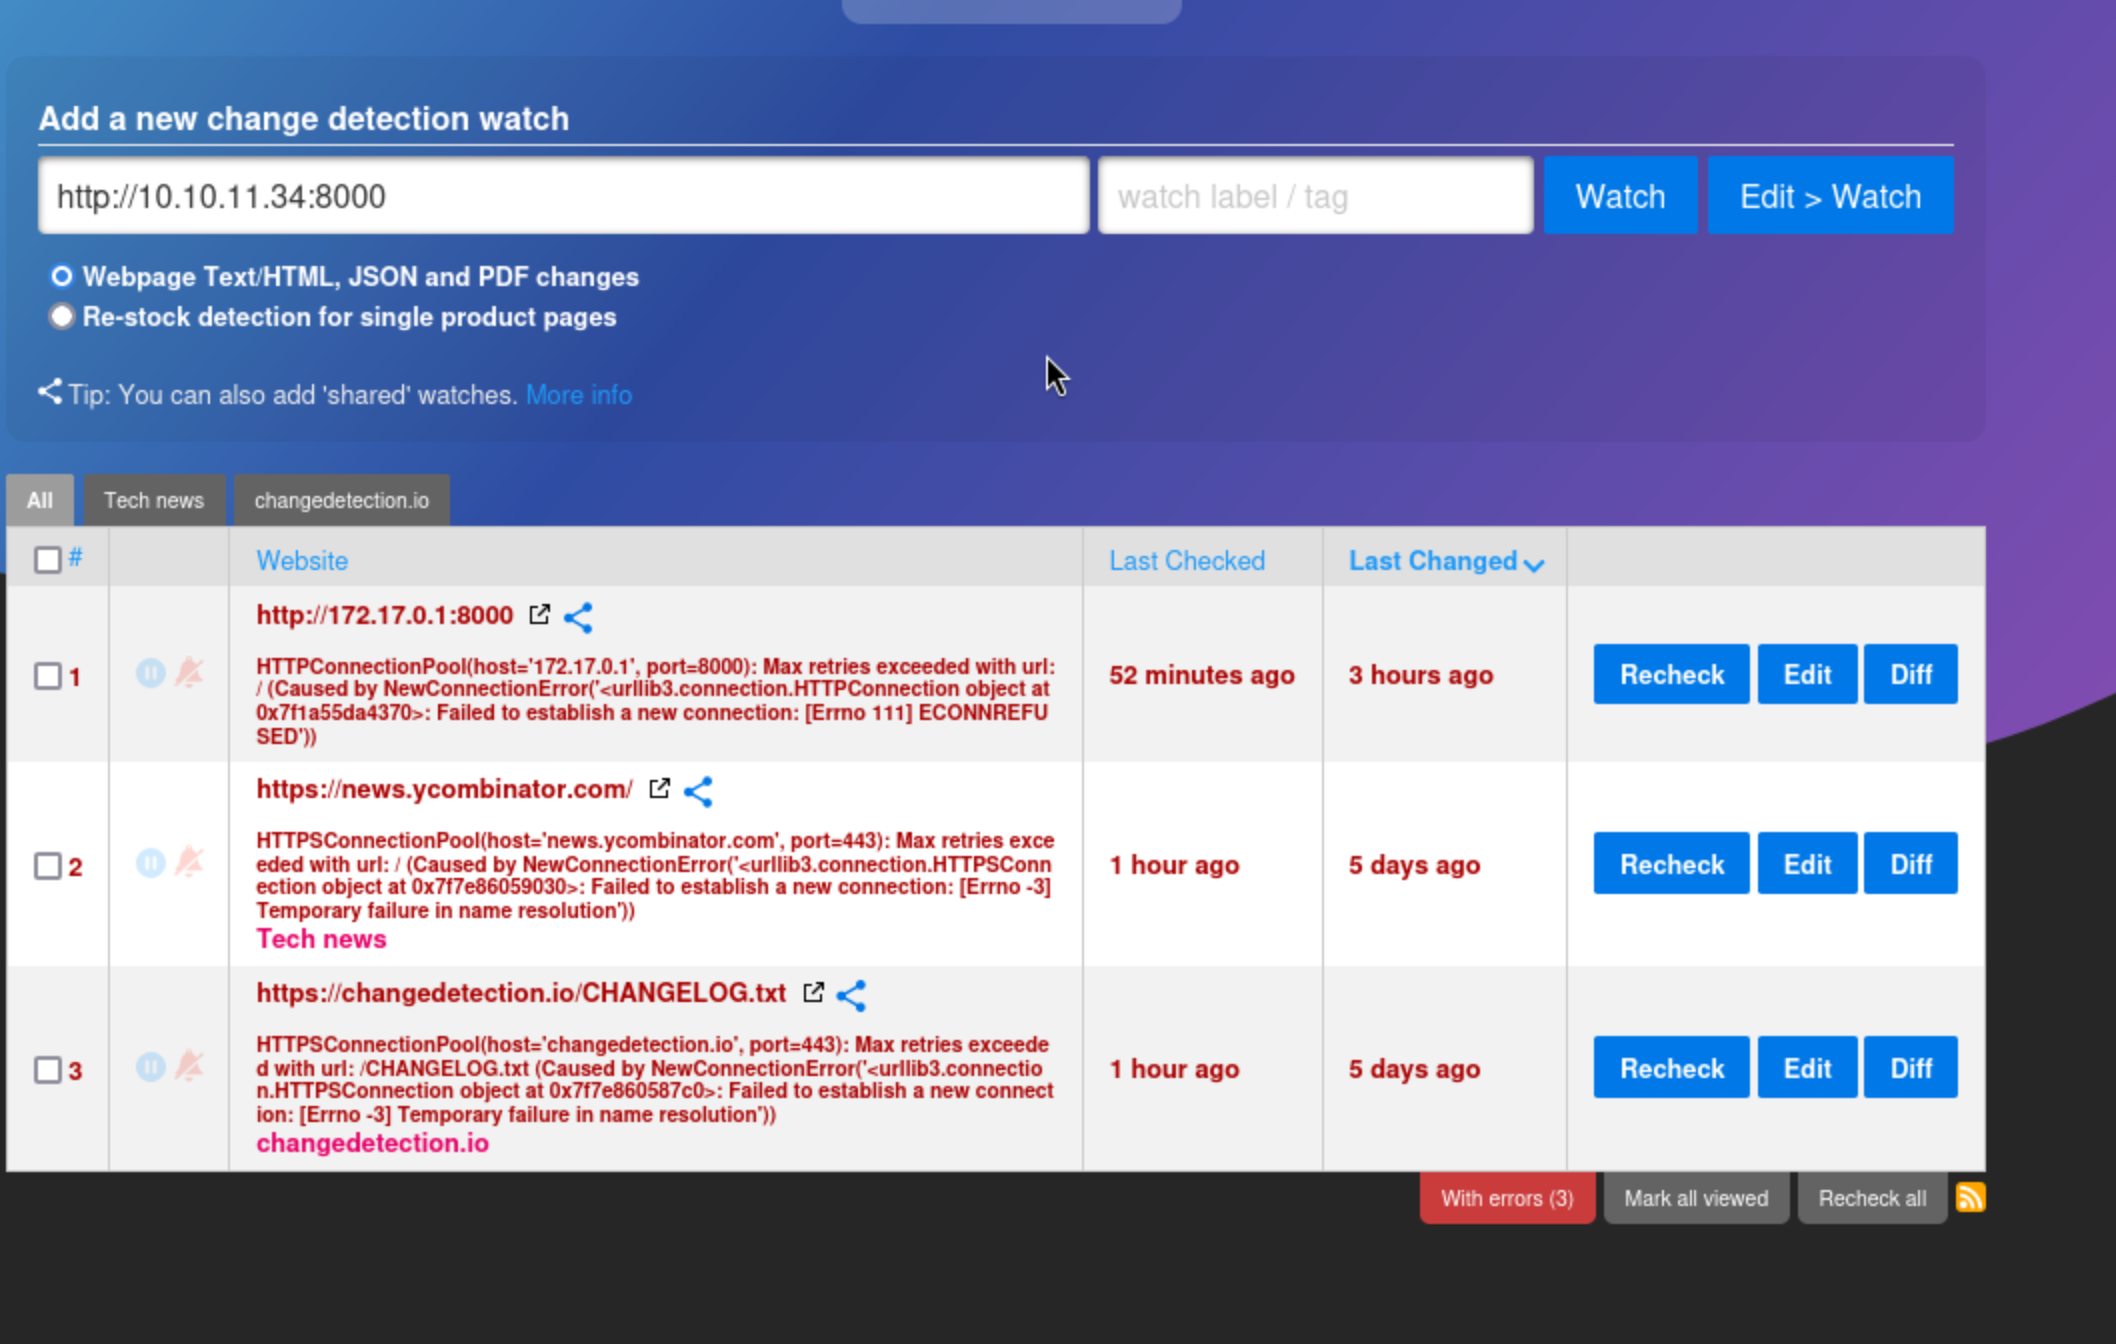 Add a new change detection watch
http://10.10.11.34:8000
watch label / tag
Watch
Edit > Watch
Webpage Text/HTML, JSON and PDF changes
Re-stock detection for single product pages
Tip: You can also add 'shared' watches. More info
All
Tech news
changedetection.io
#
Website
Last Checked
Last Changed
1
http://172.17.0.1:8000
HTTPConnectionPool(host='172.17.0.1', port=8000): Max retries exceeded with url:
/ (Caused by NewConnectionError('<urllib3.connection.HTTPConnection object at
0x7f1a55da4370>: Failed to establish a new connection: [Errno 111] ECONNREFU
SED'))
52 minutes ago
3 hours ago
Recheck
Edit
Diff
2
https://news.ycombinator.com/
HTTPSConnectionPool(host='news.ycombinator.com', port=443): Max retries exce
eded with url: / (Caused by NewConnectionError('<urllib3.connection.HTTPSConn
ection object at 0x7f7e86059030>: Failed to establish a new connection: [Errno -3]
Temporary failure in name resolution'))
Tech news
1 hour ago
5 days ago
Recheck
Edit
Diff
3
https://changedetection.io/CHANGELOG.txt
HTTPSConnectionPool(host='changedetection.io', port=443): Max retries exceede
d with url: /CHANGELOG.txt (Caused by NewConnectionError('<urllib3.connectio
n.HTTPSConnection object at 0x7f7e860587c0>: Failed to establish a new connect
ion: [Errno -3] Temporary failure in name resolution'))
changedetection.io
1 hour ago
5 days ago
Recheck
Edit
Diff
With errors (3)
Mark all viewed
Recheck all